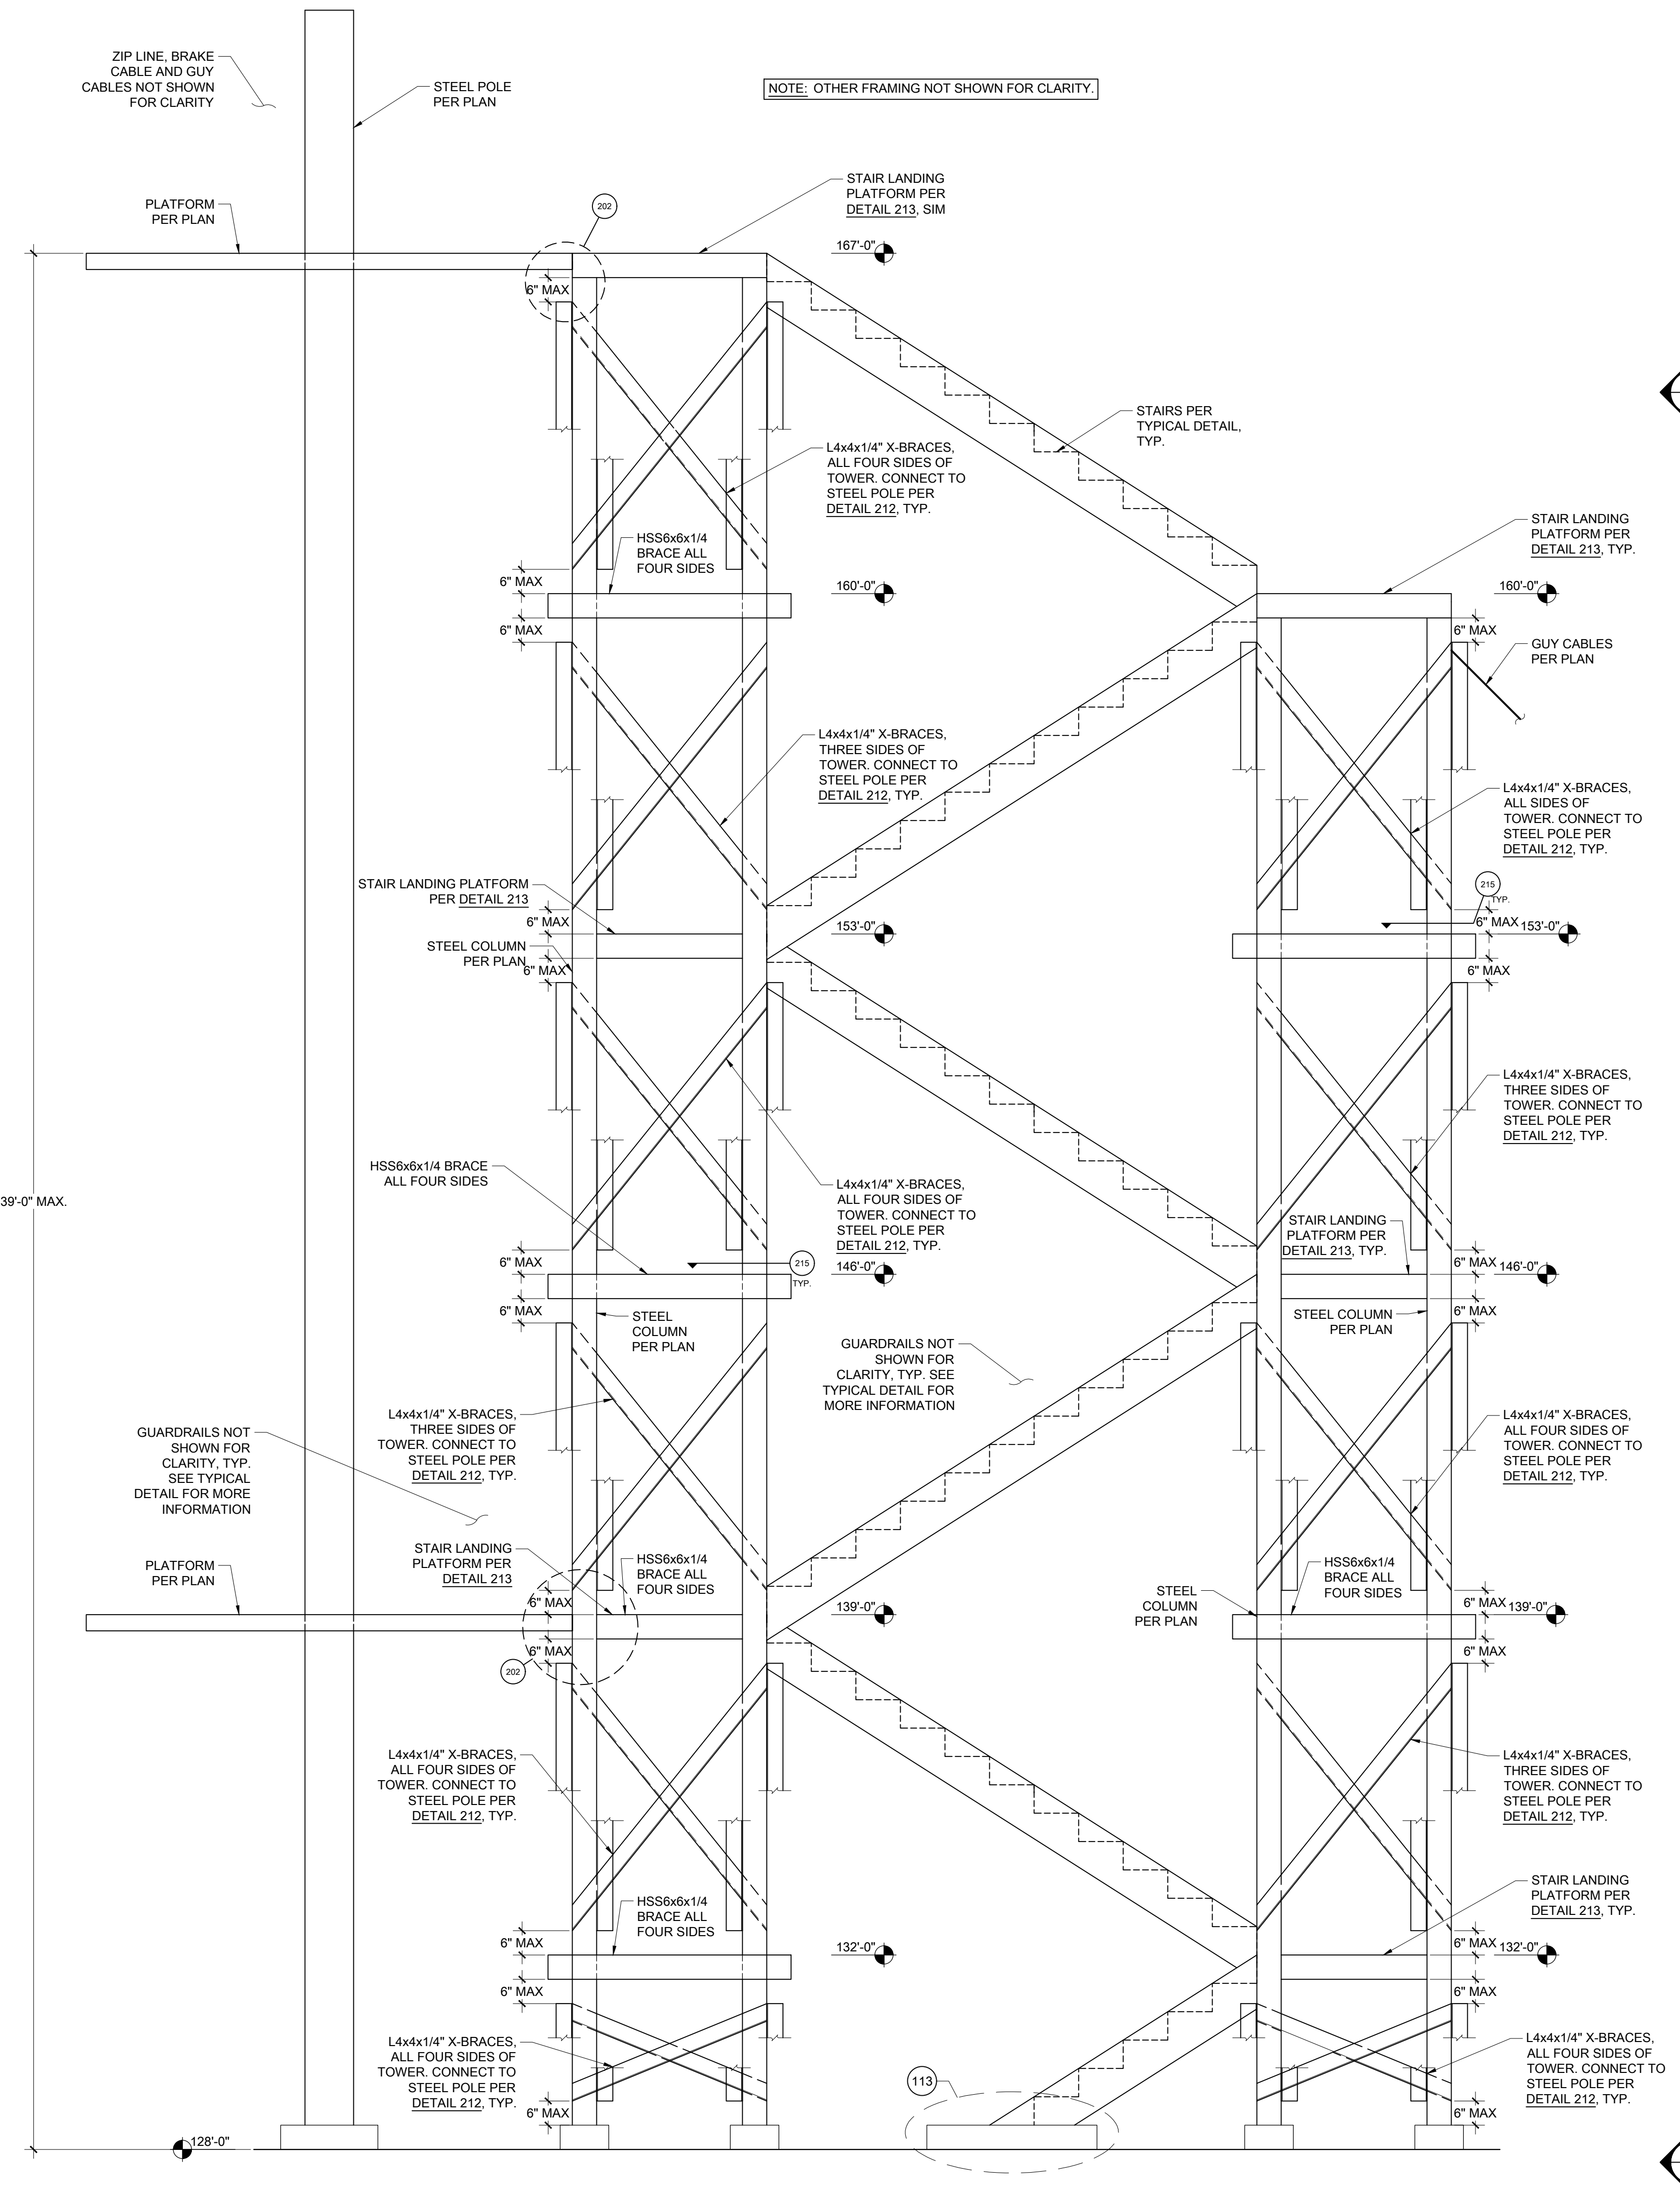 ZIP LINE, BRAKE
CABLE AND GUY
CABLES NOT SHOWN
FOR CLARITY
STEEL POLE
PER PLAN
NOTE: OTHER FRAMING NOT SHOWN FOR CLARITY.
PLATFORM
PER PLAN
202
STAIR LANDING
PLATFORM PER
DETAIL 213, SIM
167'-0"
6" MAX
STAIRS PER
TYPICAL DETAIL,
TYP.
L4x4x1/4" X-BRACES,
ALL FOUR SIDES OF
TOWER. CONNECT TO
STEEL POLE PER
DETAIL 212, TYP.
HSS6x6x1/4
BRACE ALL
FOUR SIDES
STAIR LANDING
PLATFORM PER
DETAIL 213, TYP.
6" MAX
160'-0"
160'-0"
6" MAX
6" MAX
GUY CABLES
PER PLAN
L4x4x1/4" X-BRACES,
THREE SIDES OF
TOWER. CONNECT TO
STEEL POLE PER
DETAIL 212, TYP.
L4x4x1/4" X-BRACES,
ALL SIDES OF
TOWER. CONNECT TO
STEEL POLE PER
DETAIL 212, TYP.
STAIR LANDING PLATFORM
PER DETAIL 213
215
TYP.
6" MAX
153'-0"
6" MAX
153'-0"
STEEL COLUMN
PER PLAN
6" MAX
6" MAX
L4x4x1/4" X-BRACES,
THREE SIDES OF
TOWER. CONNECT TO
STEEL POLE PER
DETAIL 212, TYP.
HSS6x6x1/4 BRACE
ALL FOUR SIDES
L4x4x1/4" X-BRACES,
ALL FOUR SIDES OF
TOWER. CONNECT TO
STEEL POLE PER
DETAIL 212, TYP.
39'-0" MAX.
STAIR LANDING
PLATFORM PER
DETAIL 213, TYP.
6" MAX
215
TYP.
146'-0"
6" MAX
146'-0"
6" MAX
STEEL
COLUMN
PER PLAN
STEEL COLUMN
PER PLAN
6" MAX
GUARDRAILS NOT
SHOWN FOR
CLARITY, TYP. SEE
TYPICAL DETAIL FOR
MORE INFORMATION
L4x4x1/4" X-BRACES,
THREE SIDES OF
TOWER. CONNECT TO
STEEL POLE PER
DETAIL 212, TYP.
L4x4x1/4" X-BRACES,
ALL FOUR SIDES OF
TOWER. CONNECT TO
STEEL POLE PER
DETAIL 212, TYP.
GUARDRAILS NOT
SHOWN FOR
CLARITY, TYP.
SEE TYPICAL
DETAIL FOR MORE
INFORMATION
STAIR LANDING
PLATFORM PER
DETAIL 213
HSS6x6x1/4
BRACE ALL
FOUR SIDES
PLATFORM
PER PLAN
HSS6x6x1/4
BRACE ALL
FOUR SIDES
STEEL
COLUMN
PER PLAN
6" MAX
139'-0"
6" MAX
139'-0"
6" MAX
6" MAX
202
L4x4x1/4" X-BRACES,
ALL FOUR SIDES OF
TOWER. CONNECT TO
STEEL POLE PER
DETAIL 212, TYP.
L4x4x1/4" X-BRACES,
THREE SIDES OF
TOWER. CONNECT TO
STEEL POLE PER
DETAIL 212, TYP.
HSS6x6x1/4
BRACE ALL
FOUR SIDES
STAIR LANDING
PLATFORM PER
DETAIL 213, TYP.
6" MAX
132'-0"
6" MAX
132'-0"
6" MAX
6" MAX
L4x4x1/4" X-BRACES,
ALL FOUR SIDES OF
TOWER. CONNECT TO
STEEL POLE PER
DETAIL 212, TYP.
L4x4x1/4" X-BRACES,
ALL FOUR SIDES OF
TOWER. CONNECT TO
STEEL POLE PER
DETAIL 212, TYP.
113
6" MAX
6" MAX
128'-0"